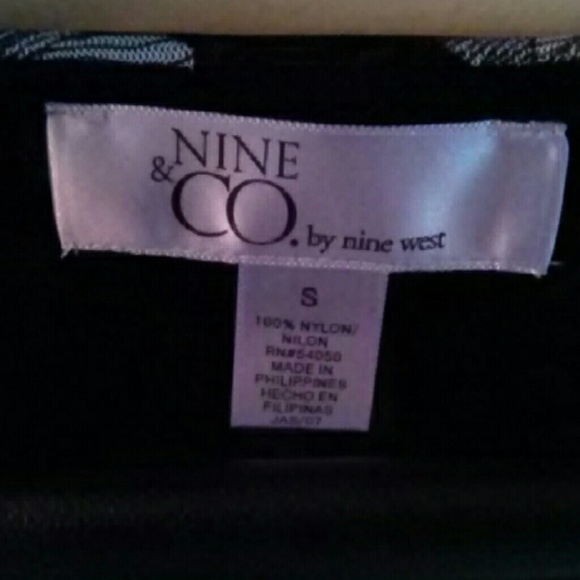 NINE
&CO. by nine west
S
100% NYLON/
NILON
RN#54050
MADE IN
PHILIPPINES
HECHO EN
FILIPINAS